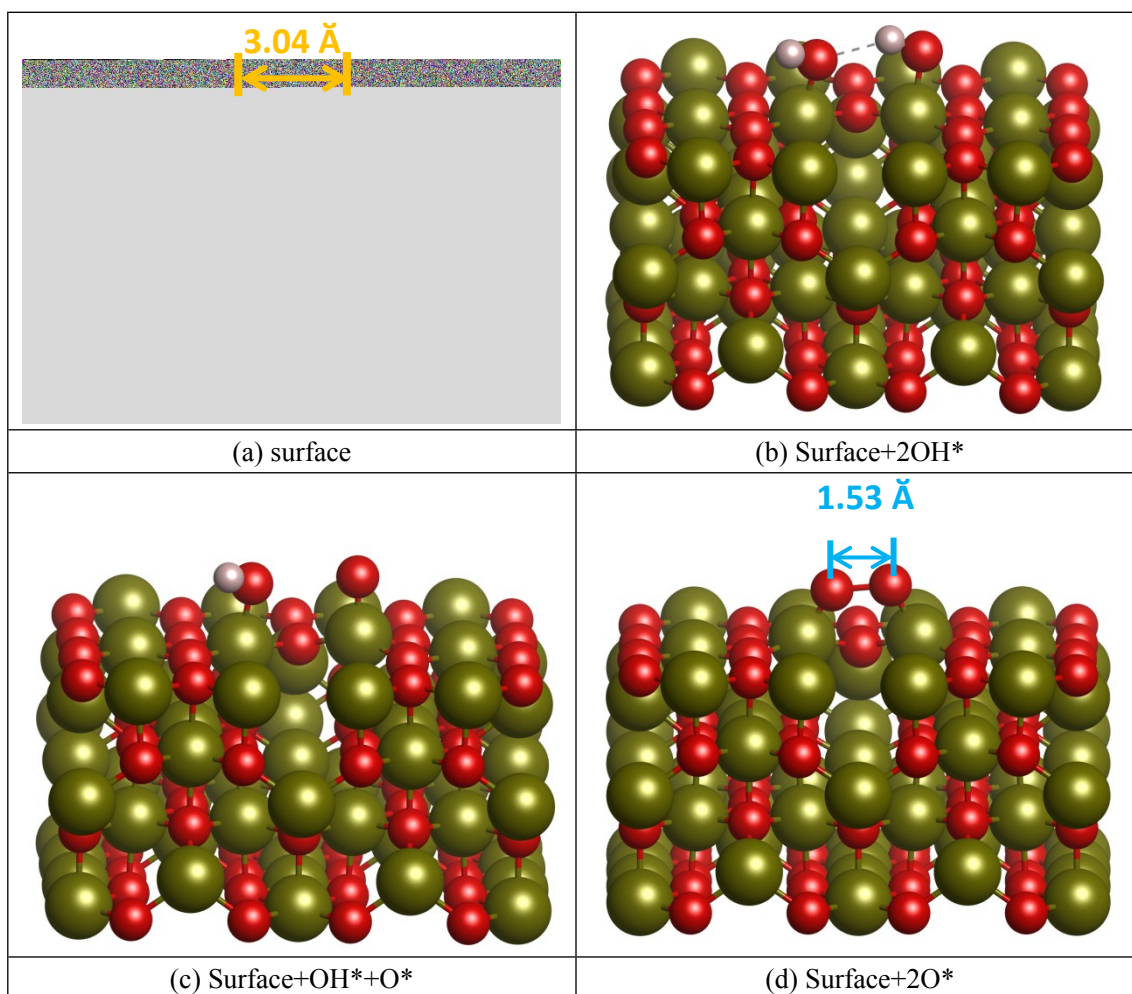 3.04 Ă
(a) surface
(b) Surface+2OH*
1.53 Ă
(c) Surface+OH*+O*
(d) Surface+2O*